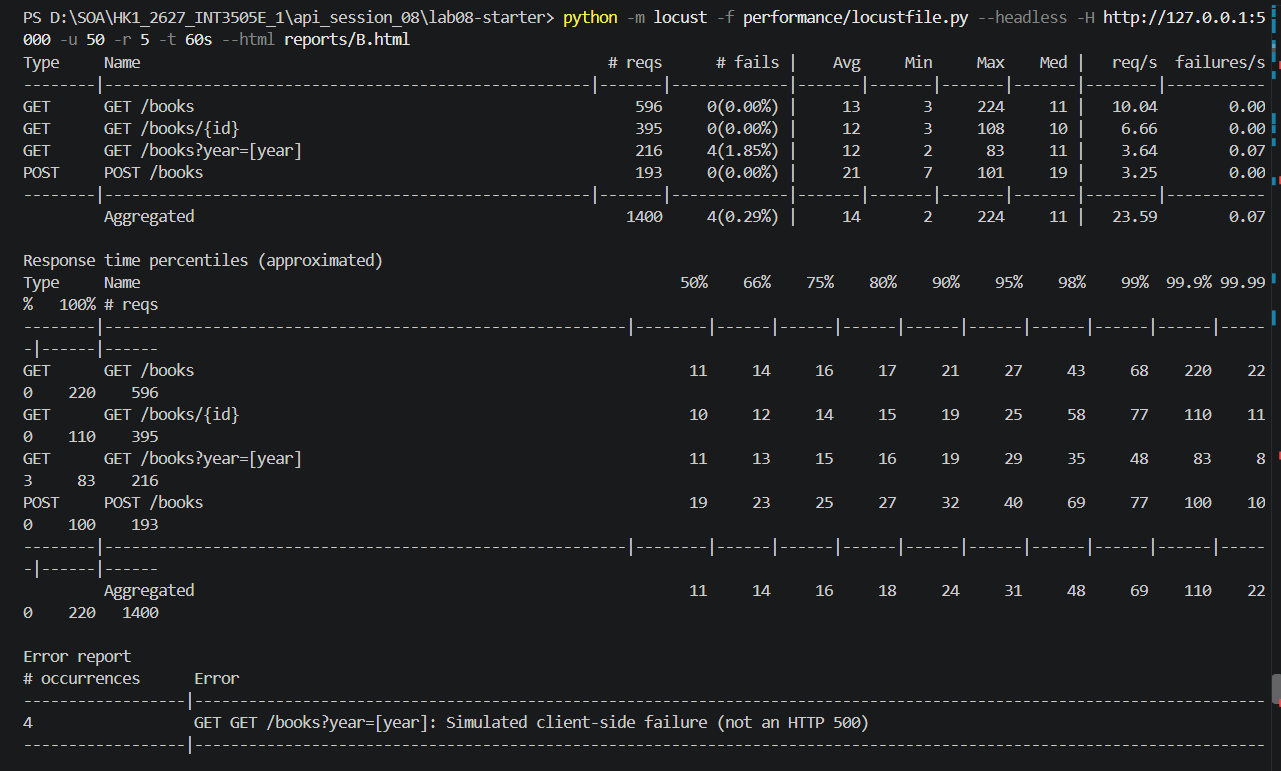 PS D:\SOA\HK1_2627_INT3505E_1\api_session_08\lab08-starter> python -m locust -f performance/locustfile.py --headless -H http://127.0.0.1:5
000 -u 50 -r 5 -t 60s --html reports/B.html
Type     Name                                                      # reqs      # fails |    Avg     Min     Max    Med |   req/s  failures/s
--------|---------------------------------------------------------|-------|-------------|-------|-------|-------|-------|--------|-----------
GET      GET /books                                                   596     0(0.00%) |     13       3     224     11 |   10.04        0.00
GET      GET /books/{id}                                              395     0(0.00%) |     12       3     108     10 |    6.66        0.00
GET      GET /books?year=[year]                                       216     4(1.85%) |     12       2      83     11 |    3.64        0.07
POST     POST /books                                                  193     0(0.00%) |     21       7     101     19 |    3.25        0.00
--------|---------------------------------------------------------|-------|-------------|-------|-------|-------|-------|--------|-----------
         Aggregated                                                  1400     4(0.29%) |     14       2     224     11 |   23.59        0.07
Response time percentiles (approximated)
Type     Name                                                            50%    66%    75%    80%    90%    95%    98%    99%  99.9% 99.99
%   100% # reqs
--------|-------------------------------------------------------------|--------|------|------|------|------|------|------|------|------|-----
-|------|------
GET      GET /books                                                       11     14     16     17     21     27     43     68    220    22
0    220    596
GET      GET /books/{id}                                                  10     12     14     15     19     25     58     77    110    11
0    110    395
GET      GET /books?year=[year]                                           11     13     15     16     19     29     35     48     83     8
3     83    216
POST     POST /books                                                      19     23     25     27     32     40     69     77    100    10
0    100    193
--------|-------------------------------------------------------------|--------|------|------|------|------|------|------|------|------|-----
-|------|------
         Aggregated                                                       11     14     16     18     24     31     48     69    110    22
0    220   1400
Error report
# occurrences      Error
------------------|------------------------------------------------------------------------------------------------------------------------
4                  GET GET /books?year=[year]: Simulated client-side failure (not an HTTP 500)
------------------|------------------------------------------------------------------------------------------------------------------------